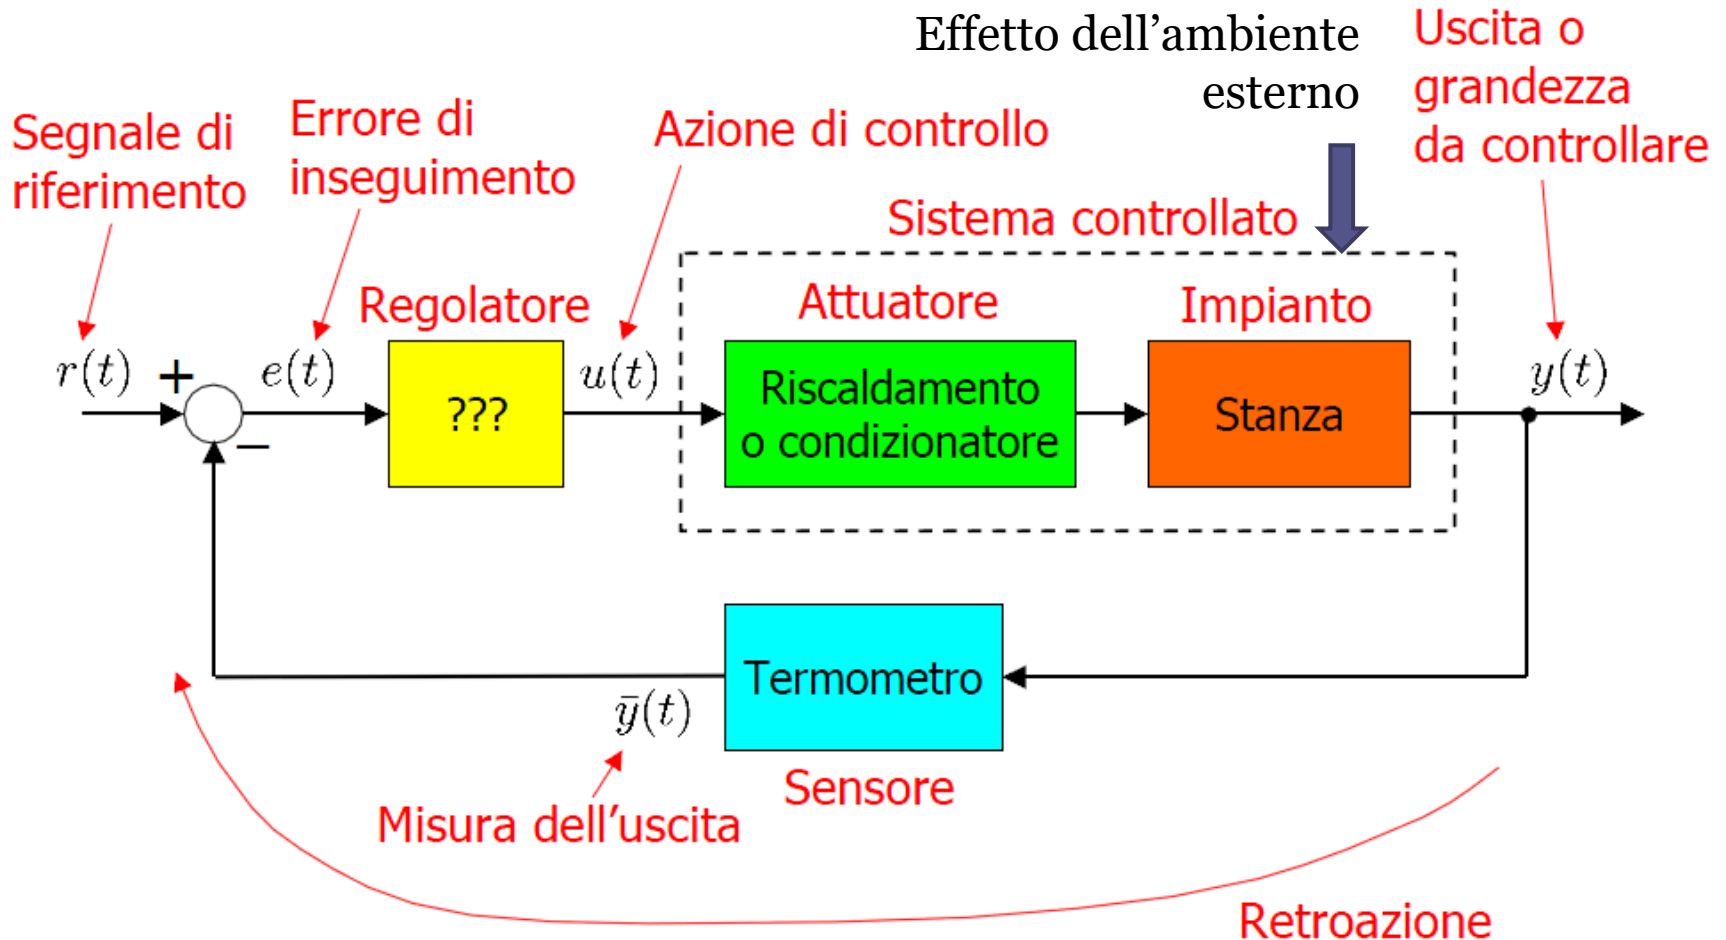 Effetto dell’ambiente
esterno
Uscita o
grandezza
da controllare
Segnale di
riferimento
Errore di
inseguimento
Azione di controllo
Sistema controllato
Regolatore
Attuatore
Impianto
r(t)
+
−
e(t)
???
u(t)
Riscaldamento
o condizionatore
Stanza
y(t)
Termometro
ȳ(t)
Sensore
Misura dell’uscita
Retroazione